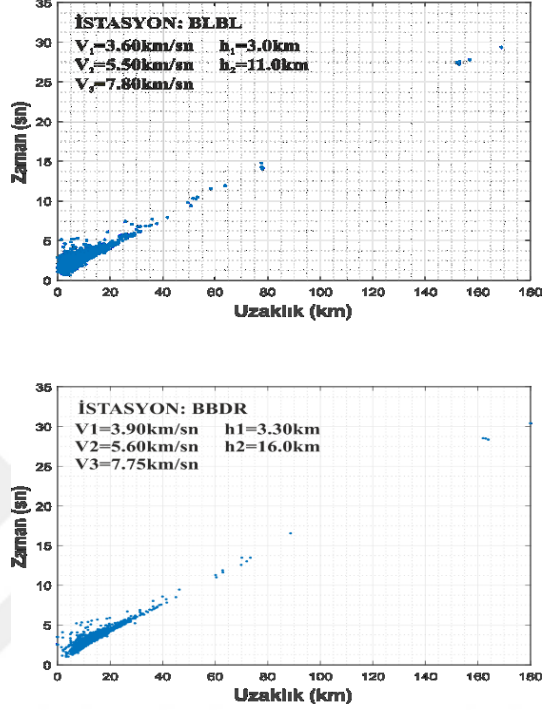 35
30
25
20
15
10
5
0
Zaman (sn)
İSTASYON: BLBL
V₁=3.60km/sn h₁=3.0km
V₂=5.50km/sn h₂=11.0km
V₃=7.80km/sn
0 20 40 60 80 100 120 140 160 180
Uzaklık (km)
35
30
25
20
15
10
5
0
Zaman (sn)
İSTASYON: BBDR
V1=3.90km/sn h1=3.30km
V2=5.60km/sn h2=16.0km
V3=7.75km/sn
0 20 40 60 80 100 120 140 160 180
Uzaklık (km)